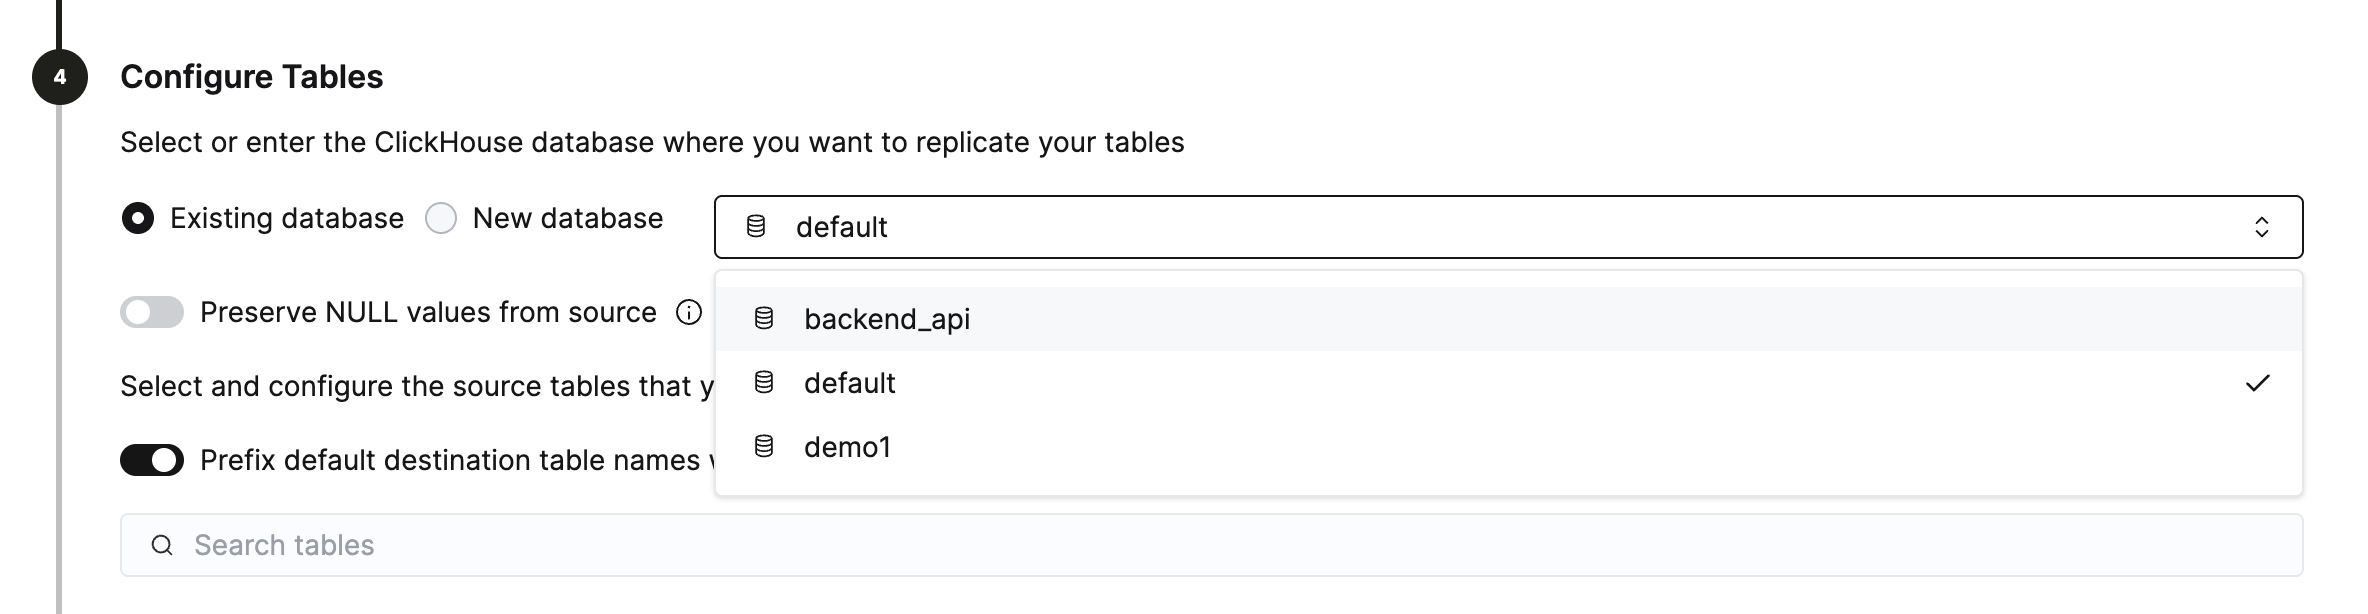 4
Configure Tables
Select or enter the ClickHouse database where you want to replicate your tables
Existing database New database default
backend_api
default
demo1
Preserve NULL values from source
Select and configure the source tables that
Prefix default destination table names
Search tables